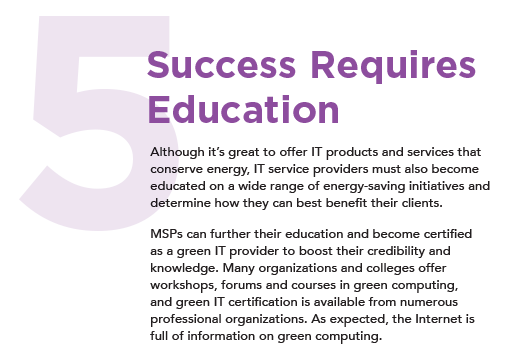 5
Success Requires
Education
Although it's great to offer IT products and services that
conserve energy, IT service providers must also become
educated on a wide range of energy-saving initiatives and
determine how they can best benefit their clients.
MSPs can further their education and become certified
as a green IT provider to boost their credibility and
knowledge. Many organizations and colleges offer
workshops, forums and courses in green computing,
and green IT certification is available from numerous
professional organizations. As expected, the Internet is
full of information on green computing.